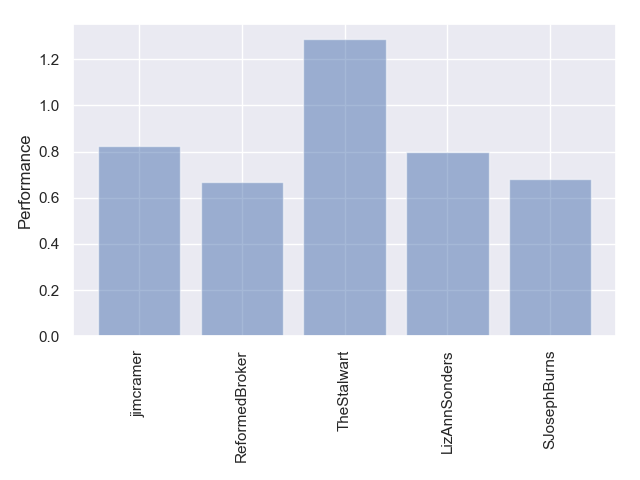 1.2
1.0
0.8
0.6
0.4
0.2
0.0
Performance
jimcramer
ReformedBroker
TheStalwart
LizAnnSonders
SJosephBurns